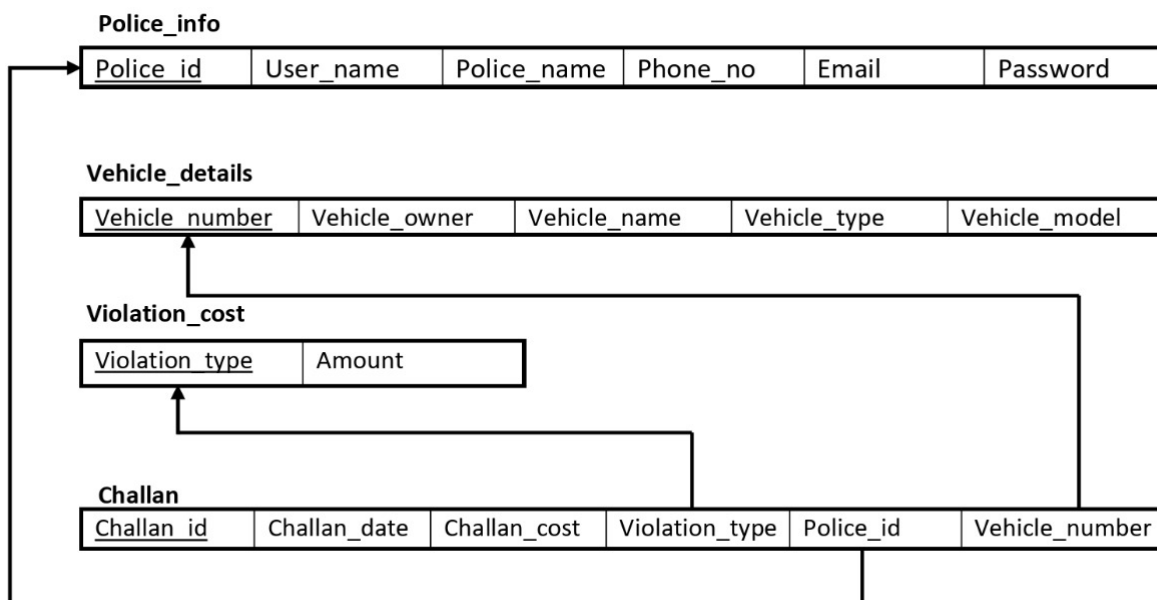 Police_info
Police_id User_name Police_name Phone_no Email Password
Vehicle_details
Vehicle_number Vehicle_owner Vehicle_name Vehicle_type Vehicle_model
Violation_cost
Violation_type Amount
Challan
Challan_id Challan_date Challan_cost Violation_type Police_id Vehicle_number